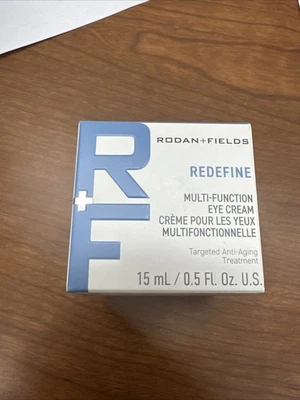 R+F
RODAN+FIELDS
REDEFINE
MULTI-FUNCTION
EYE CREAM
CRÈME POUR LES YEUX
MULTIFONCTIONNELLE
Targeted Anti-Aging
Treatment
15 mL / 0.5 Fl. Oz. U.S.